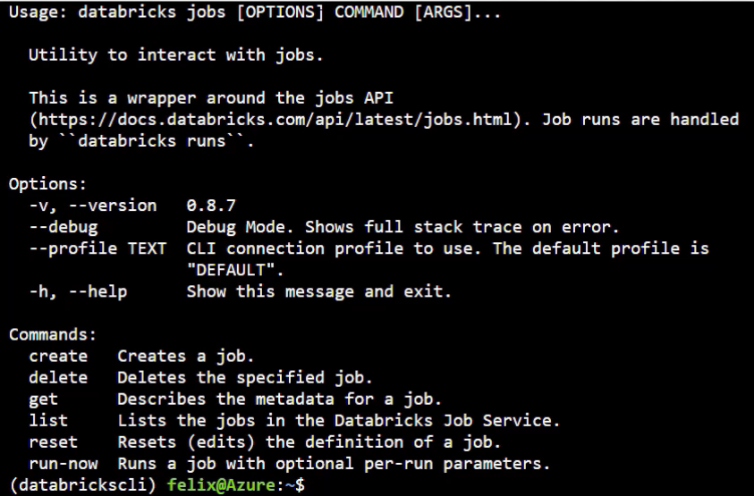 Usage: databricks jobs [OPTIONS] COMMAND [ARGS]...
Utility to interact with jobs.
This is a wrapper around the jobs API
(https://docs.databricks.com/api/latest/jobs.html). Job runs are handled
by ``databricks runs``.
Options:
-v, --version   0.8.7
--debug         Debug Mode. Shows full stack trace on error.
--profile TEXT  CLI connection profile to use. The default profile is
"DEFAULT".
-h, --help      Show this message and exit.
Commands:
create   Creates a job.
delete   Deletes the specified job.
get      Describes the metadata for a job.
list     Lists the jobs in the Databricks Job Service.
reset    Resets (edits) the definition of a job.
run-now  Runs a job with optional per-run parameters.
(databrickscli) felix@Azure:~$